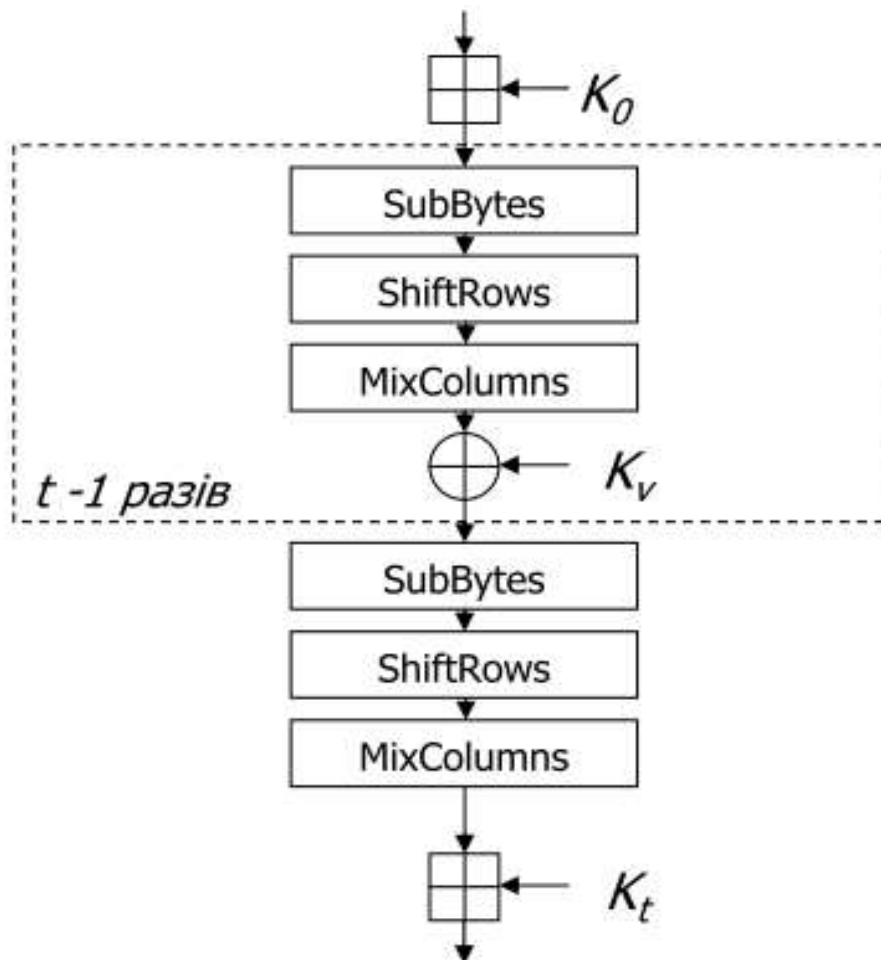 K₀
SubBytes
ShiftRows
MixColumns
Kᵥ
t -1 разів
SubBytes
ShiftRows
MixColumns
Kₜ